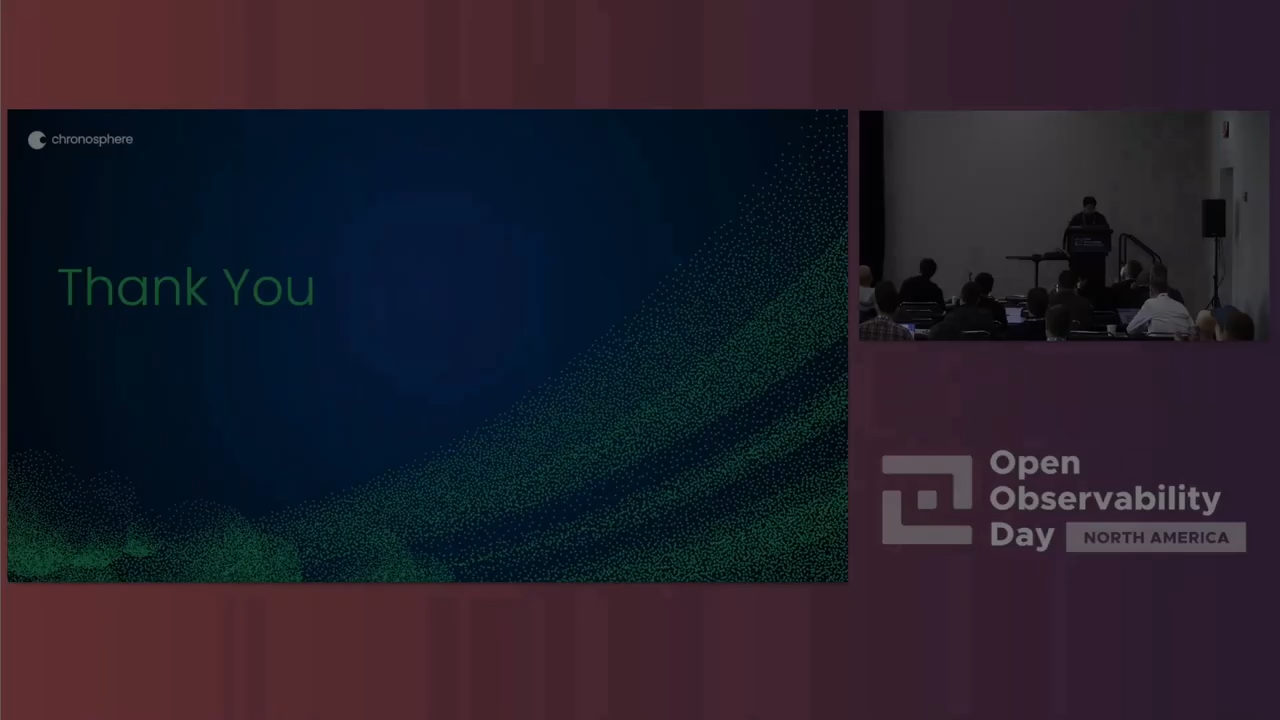 chronosphere
Thank You
Open
Observability
Day NORTH AMERICA